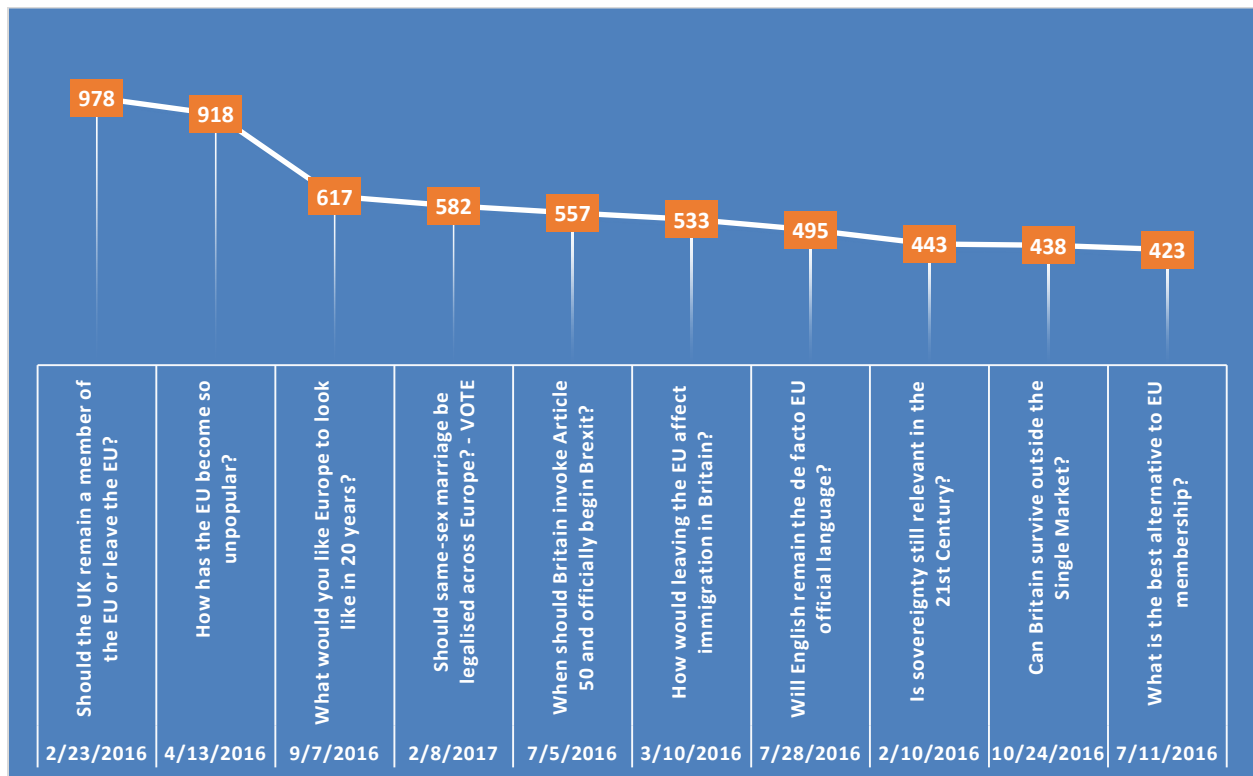 978
918
617
582
557
533
495
443
438
423
Should the UK remain a member of
the EU or leave the EU?
How has the EU become so
unpopular?
What would you like Europe to look
like in 20 years?
Should same-sex marriage be
legalised across Europe? - VOTE
When should Britain invoke Article
50 and officially begin Brexit?
How would leaving the EU affect
immigration in Britain?
Will English remain the de facto EU
official language?
Is sovereignty still relevant in the
21st Century?
Can Britain survive outside the
Single Market?
What is the best alternative to EU
membership?
2/23/2016
4/13/2016
9/7/2016
2/8/2017
7/5/2016
3/10/2016
7/28/2016
2/10/2016
10/24/2016
7/11/2016